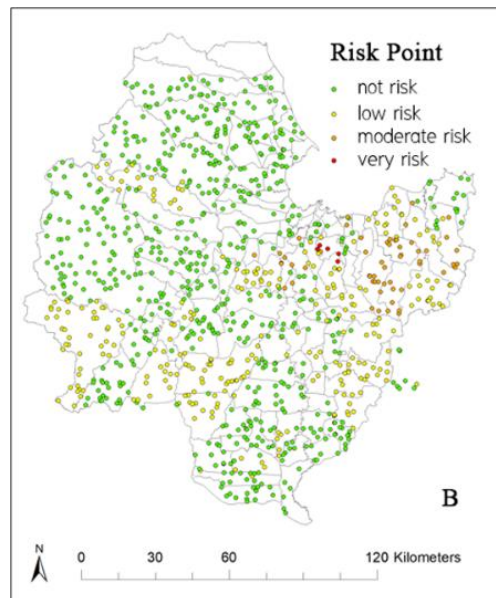 Risk Point
not risk
low risk
moderate risk
very risk
B
N
0 30 60 120 Kilometers